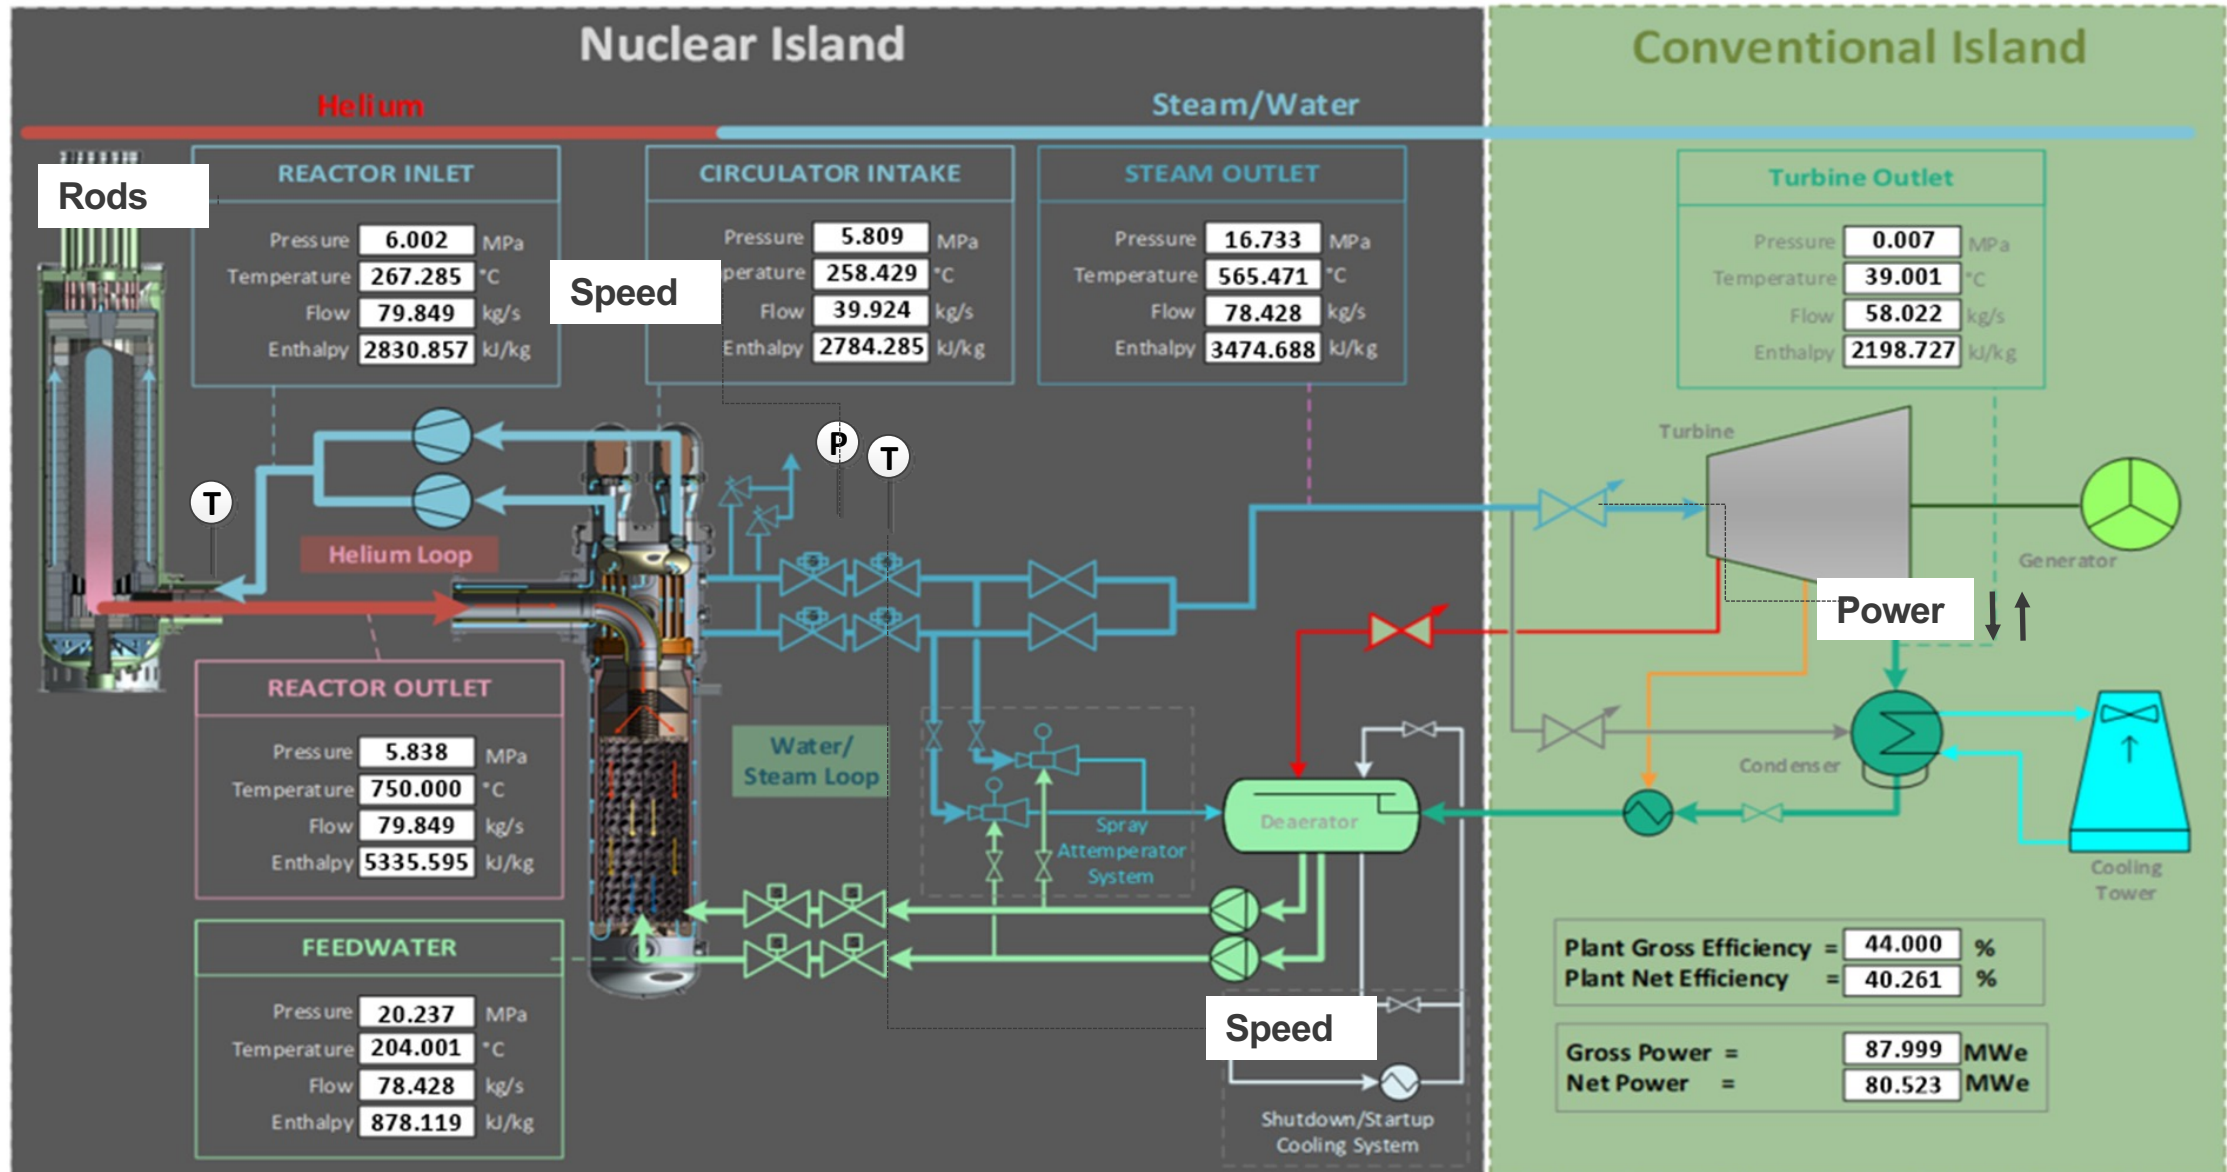 Nuclear Island
Conventional Island
Helium
Steam/Water
Rods
REACTOR INLET
Pressure 6.002 MPa
Temperature 267.285 °C
Flow 79.849 kg/s
Enthalpy 2830.857 kJ/kg
CIRCULATOR INTAKE
Pressure 5.809 MPa
perature 258.429 °C
Flow 39.924 kg/s
Enthalpy 2784.285 kJ/kg
Speed
STEAM OUTLET
Pressure 16.733 MPa
Temperature 565.471 °C
Flow 78.428 kg/s
Enthalpy 3474.688 kJ/kg
Turbine Outlet
Pressure 0.007 MPa
Temperature 39.001 °C
Flow 58.022 kg/s
Enthalpy 2198.727 kJ/kg
Turbine
P
T
T
Helium Loop
Generator
Power
REACTOR OUTLET
Pressure 5.838 MPa
Temperature 750.000 °C
Flow 79.849 kg/s
Enthalpy 5335.595 kJ/kg
Water/
Steam Loop
Condenser
Deaerator
Spray
Attemperator
System
Cooling
Tower
FEEDWATER
Pressure 20.237 MPa
Temperature 204.001 °C
Flow 78.428 kg/s
Enthalpy 878.119 kJ/kg
Speed
Shutdown/Startup
Cooling System
Plant Gross Efficiency = 44.000 %
Plant Net Efficiency = 40.261 %
Gross Power = 87.999 MWe
Net Power = 80.523 MWe